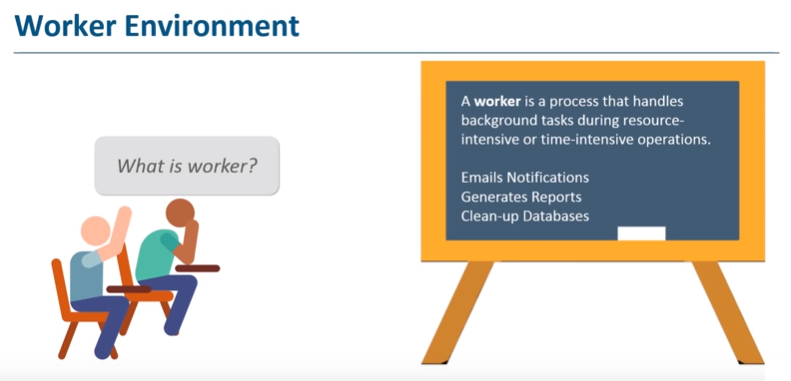 Worker Environment
What is worker?
A worker is a process that handles
background tasks during resource-
intensive or time-intensive operations.
Emails Notifications
Generates Reports
Clean-up Databases